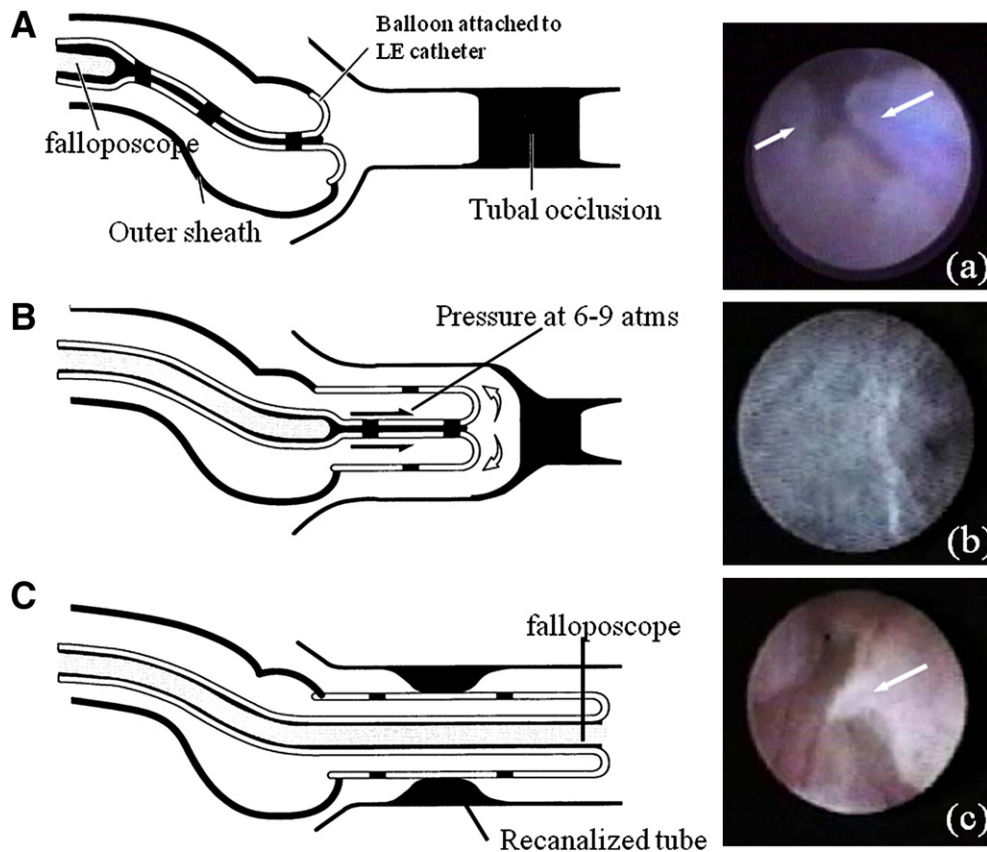 A
Balloon attached to
LE catheter
falloposcope
Outer sheath
Tubal occlusion
(a)
B
Pressure at 6-9 atms
(b)
C
falloposcope
Recanalized tube
(c)